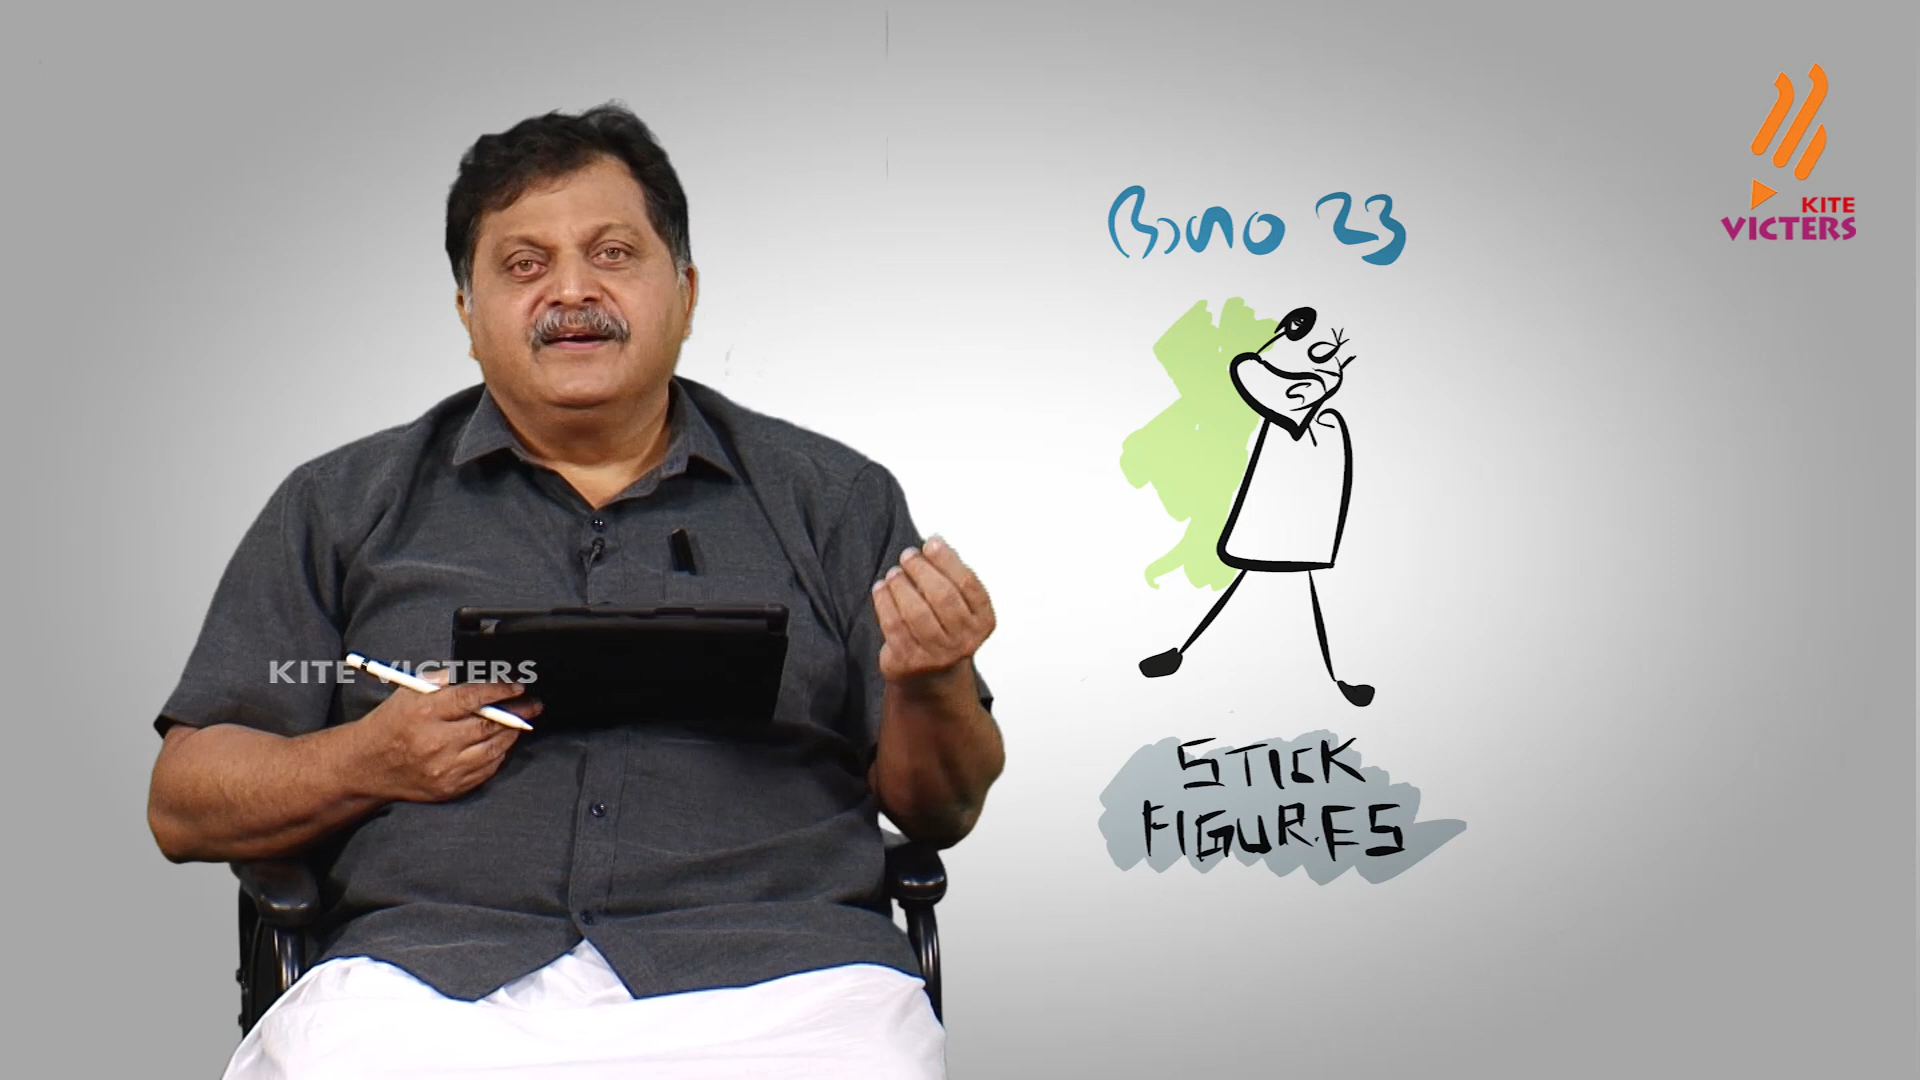 ഭാഗം 23
KITE
VICTERS
KITE VICTERS
STICK
FIGURES